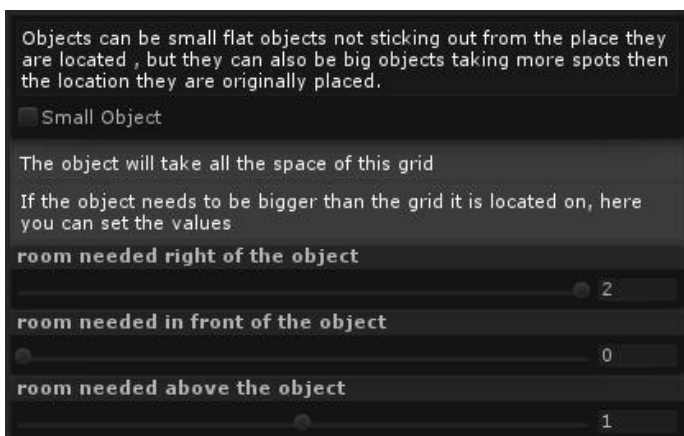 Objects can be small flat objects not sticking out from the place they
are located , but they can also be big objects taking more spots then
the location they are originally placed.
Small Object
The object will take all the space of this grid
If the object needs to be bigger than the grid it is located on, here
you can set the values
room needed right of the object
2
room needed in front of the object
0
room needed above the object
1